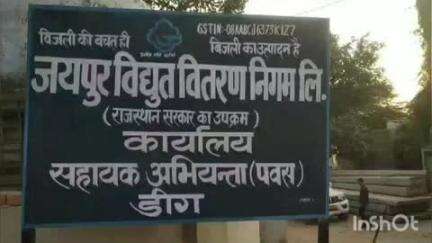 GSTIN-08AABCJ6373K1Z7
बिजली की बचत ही
बिजली का उत्पादन है
जयपुर विद्युत वितरण निगम लि.
(राजस्थान सरकार का उपक्रम)
कार्यालय
सहायक अभियन्ता (पवस)
डीग
InShOt